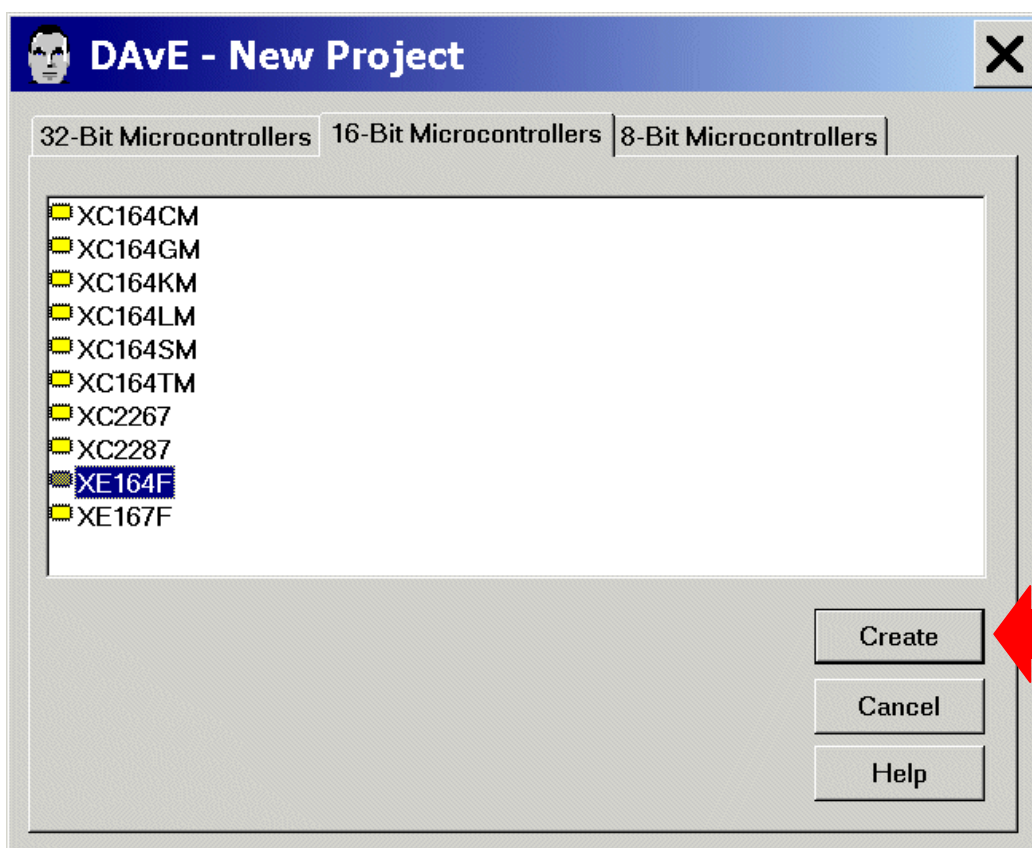 DAvE - New Project
32-Bit Microcontrollers 16-Bit Microcontrollers 8-Bit Microcontrollers
XC164CM
XC164GM
XC164KM
XC164LM
XC164SM
XC164TM
XC2267
XC2287
XE164F
XE167F
Create
Cancel
Help